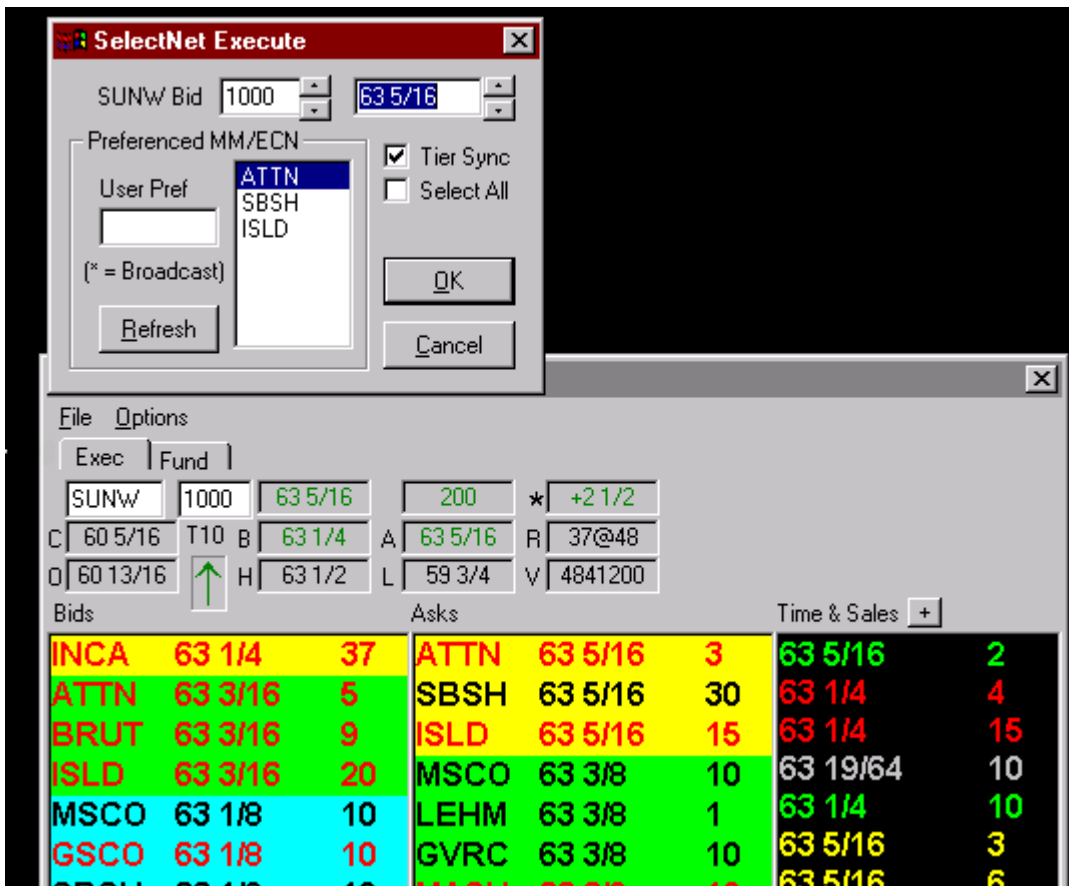 SelectNet Execute
SUNW Bid 1000 63 5/16
Preferenced MM/ECN
Tier Sync
User Pref
ATTN
SBSH
ISLD
Select All
(* = Broadcast)
OK
Refresh
Cancel
File Options
Exec Fund
SUNW 1000 63 5/16 200 * +2 1/2
C 60 5/16 T10 B 63 1/4 A 63 5/16 R 37@48
O 60 13/16 H 63 1/2 L 59 3/4 V 4841200
Bids Asks Time & Sales +
INCA 63 1/4 37 ATTN 63 5/16 3 63 5/16 2
ATTN 63 3/16 5 SBSH 63 5/16 30 63 1/4 4
BRUT 63 3/16 9 ISLD 63 5/16 15 63 1/4 15
ISLD 63 3/16 20 MSCO 63 3/8 10 63 19/64 10
MSCO 63 1/8 10 LEHM 63 3/8 1 63 1/4 10
GSCO 63 1/8 10 GVRC 63 3/8 10 63 5/16 3
63 5/16 6